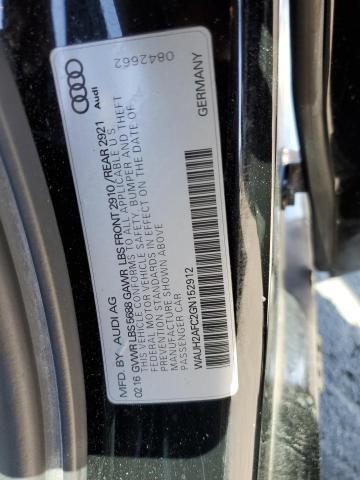 MFD. BY AUDI AG
02 16 GVWR LBS 5688 GAWR LBS FRONT 2910 /REAR 2921
THIS VEHICLE CONFORMS TO ALL APPLICABLE U.S.
FEDERAL MOTOR VEHICLE SAFETY, BUMPER AND THEFT
PREVENTION STANDARDS IN EFFECT ON THE DATE OF
MANUFACTURE SHOWN ABOVE
PASSENGER CAR
WAUH2AFC2GN152912
GERMANY
Audi
0842662